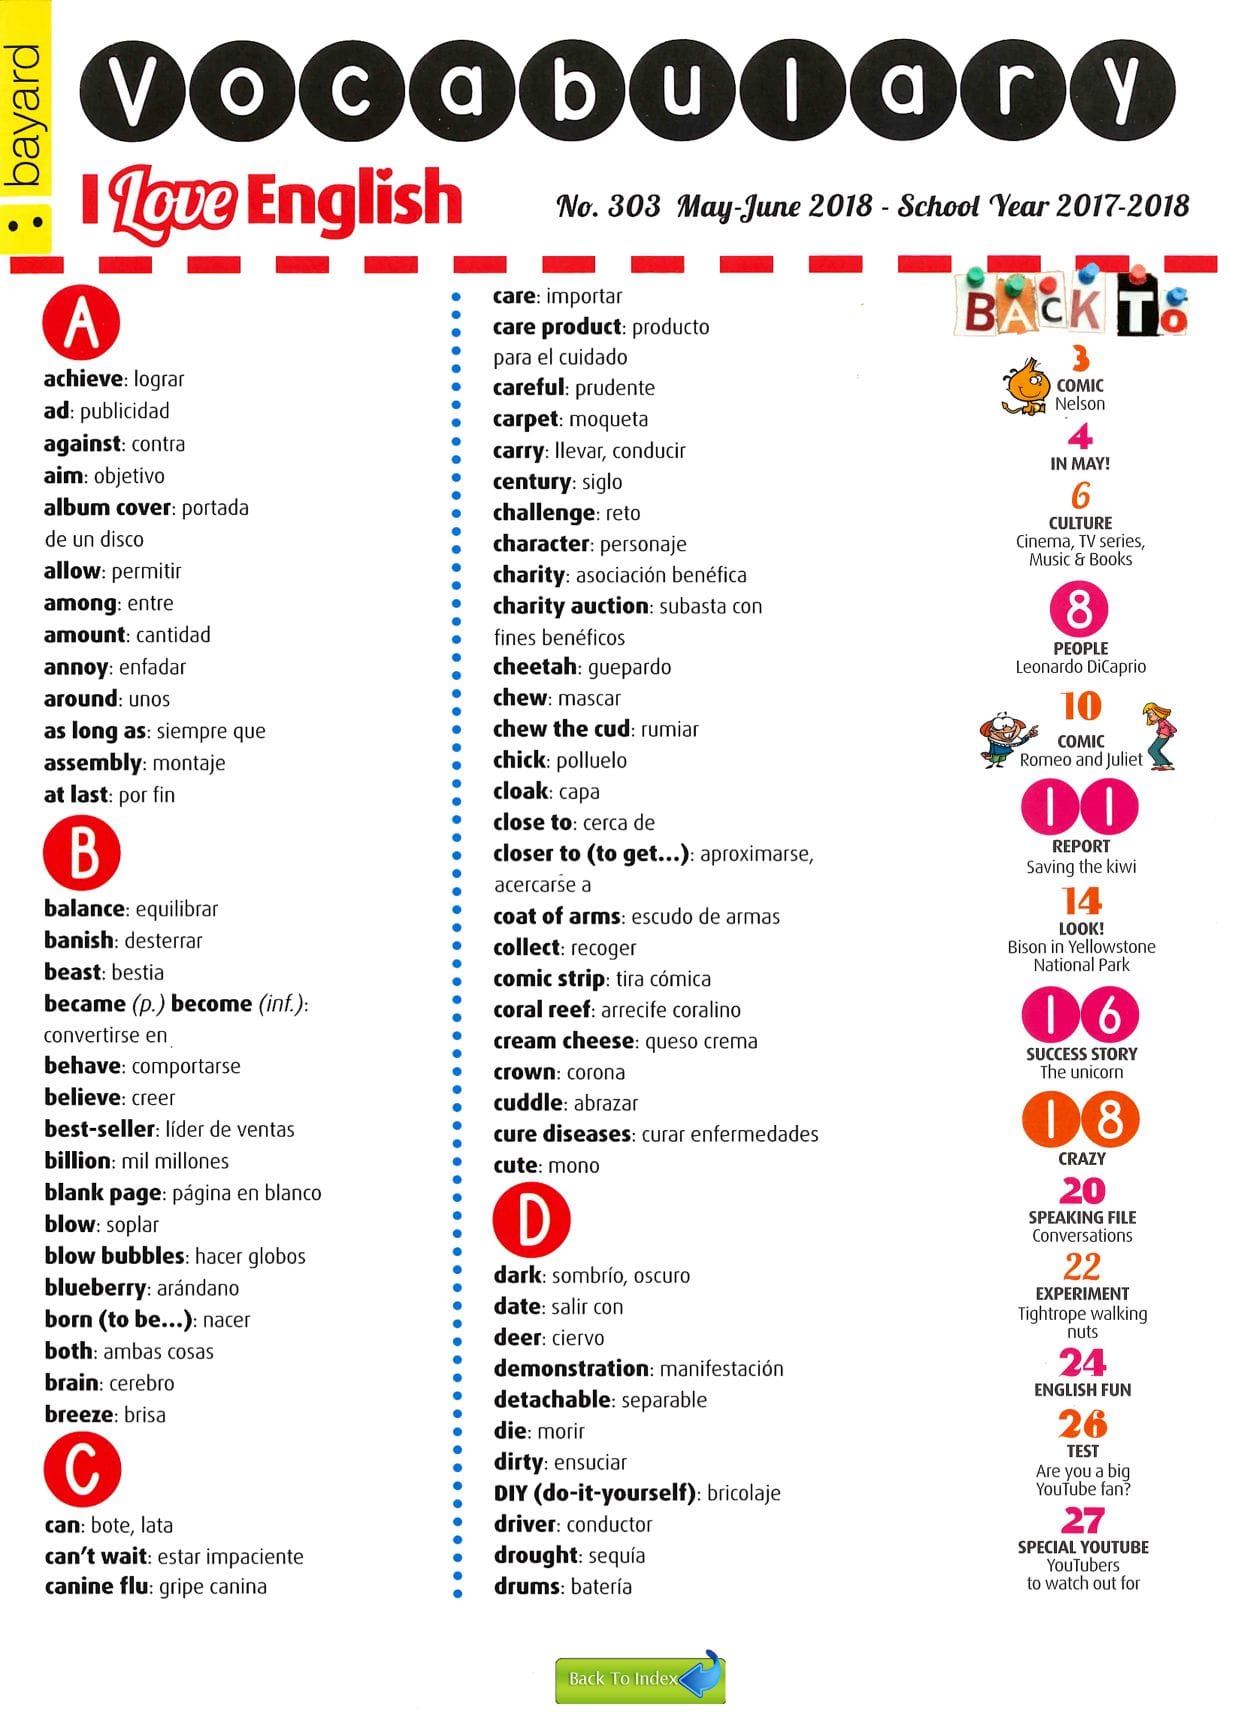 bayard
Vocabulary
I Love English
No. 303 May-June 2018 - School Year 2017-2018
A
achieve: lograr
ad: publicidad
against: contra
aim: objetivo
album cover: portada
de un disco
allow: permitir
among: entre
amount: cantidad
annoy: enfadar
around: unos
as long as: siempre que
assembly: montaje
at last: por fin
B
balance: equilibrar
banish: desterrar
beast: bestia
became (p.) become (inf.):
convertirse en
behave: comportarse
believe: creer
best-seller: líder de ventas
billion: mil millones
blank page: página en blanco
blow: soplar
blow bubbles: hacer globos
blueberry: arándano
born (to be...): nacer
both: ambas cosas
brain: cerebro
breeze: brisa
C
can: bote, lata
can't wait: estar impaciente
canine flu: gripe canina
care: importar
care product: producto
para el cuidado
careful: prudente
carpet: moqueta
carry: llevar, conducir
century: siglo
challenge: reto
character: personaje
charity: asociación benéfica
charity auction: subasta con
fines benéficos
cheetah: guepardo
chew: mascar
chew the cud: rumiar
chick: polluelo
cloak: capa
close to: cerca de
closer to (to get...): aproximarse,
acercarse a
coat of arms: escudo de armas
collect: recoger
comic strip: tira cómica
coral reef: arrecife coralino
cream cheese: queso crema
crown: corona
cuddle: abrazar
cure diseases: curar enfermedades
cute: mono
D
dark: sombrío, oscuro
date: salir con
deer: ciervo
demonstration: manifestación
detachable: separable
die: morir
dirty: ensuciar
DIY (do-it-yourself): bricolaje
driver: conductor
drought: sequía
drums: batería
BACK To
3
COMIC
Nelson
4
IN MAY!
6
CULTURE
Cinema, TV series,
Music & Books
8
PEOPLE
Leonardo DiCaprio
10
COMIC
Romeo and Juliet
11
REPORT
Saving the kiwi
14
LOOK!
Bison in Yellowstone
National Park
16
SUCCESS STORY
The unicorn
18
CRAZY
20
SPEAKING FILE
Conversations
22
EXPERIMENT
Tightrope walking
nuts
24
ENGLISH FUN
26
TEST
Are you a big
YouTube fan?
27
SPECIAL YOUTUBE
YouTubers
to watch out for
Back To Index